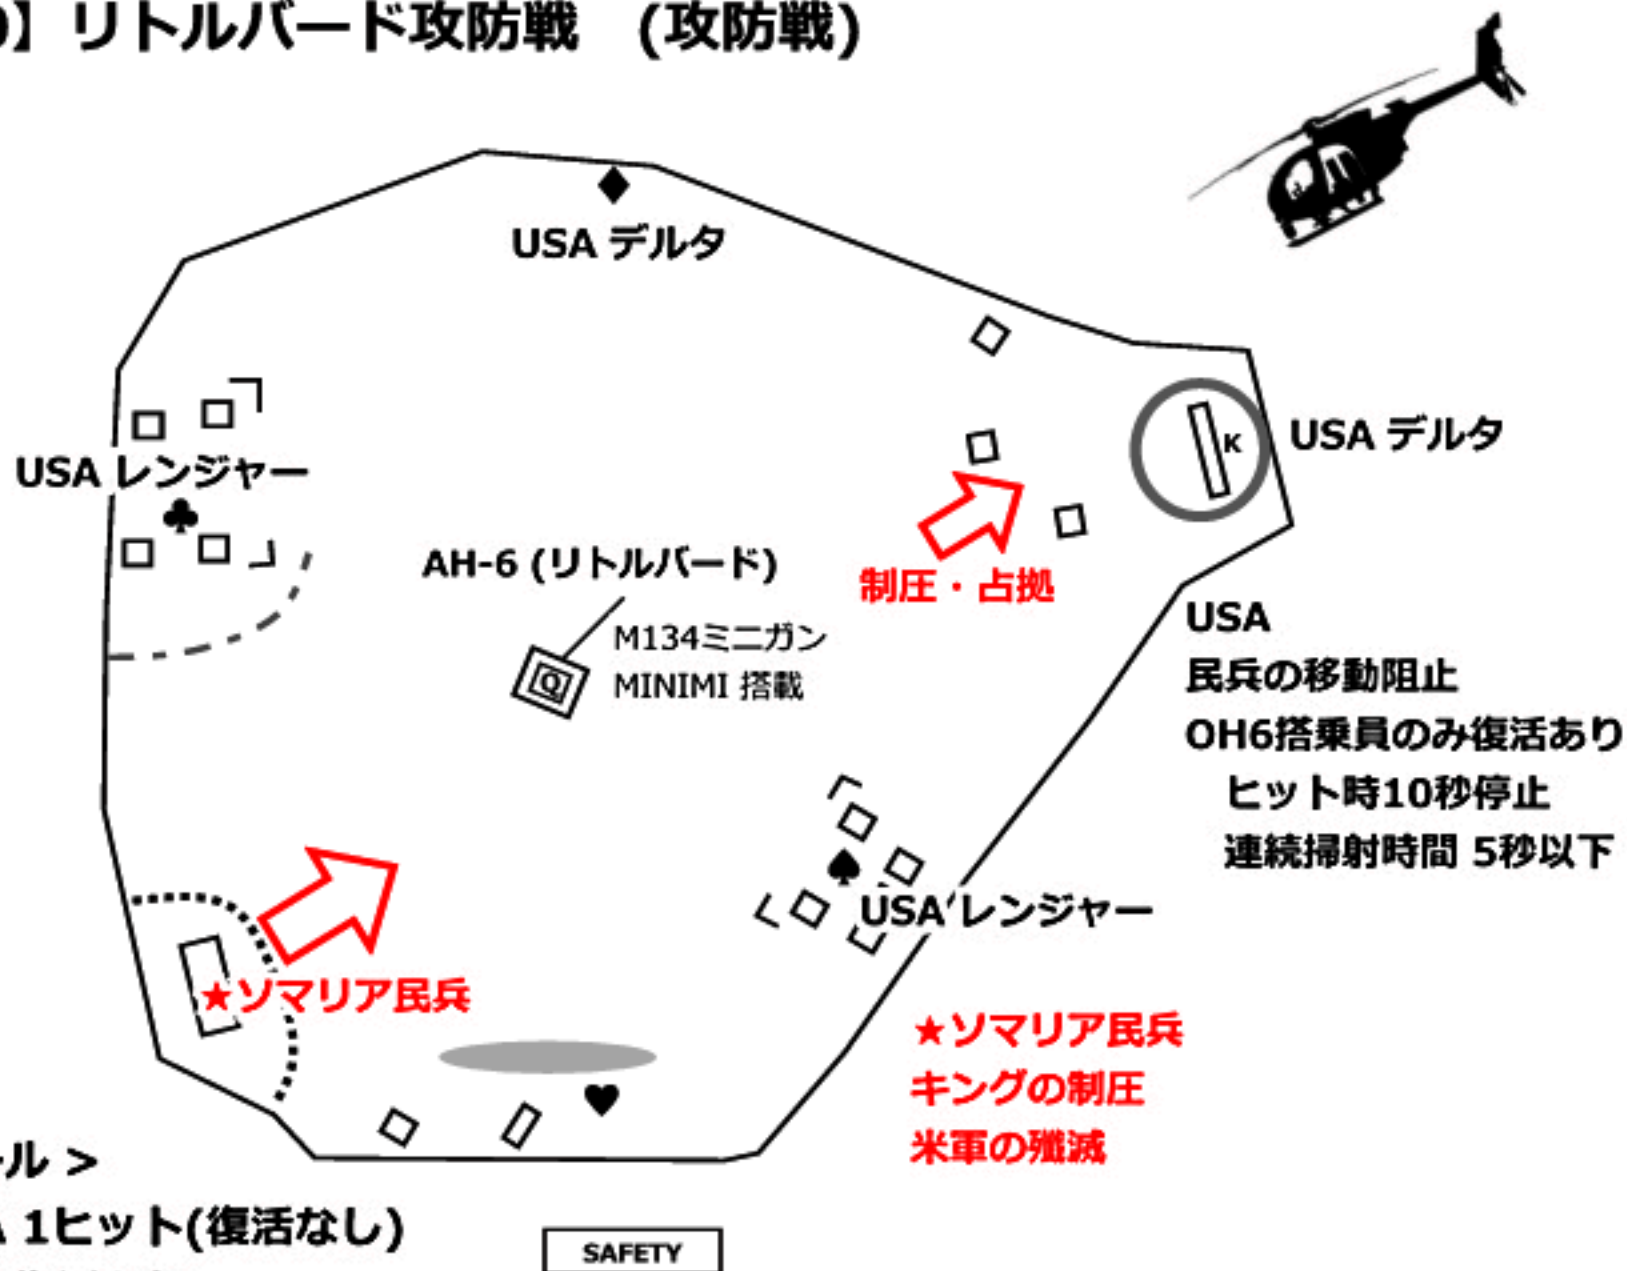 】リトルバード攻防戦 (攻防戦)
USA デルタ
USA デルタ
K
USA レンジャー
AH-6 (リトルバード)
M134ミニガン
MINIMI 搭載
Q
制圧・占拠
USA
民兵の移動阻止
OH6搭乗員のみ復活あり
ヒット時10秒停止
連続掃射時間 5秒以下
USA レンジャー
★ソマリア民兵
★ソマリア民兵
キングの制圧
米軍の殲滅
ル >
1ヒット(復活なし)
SAFETY